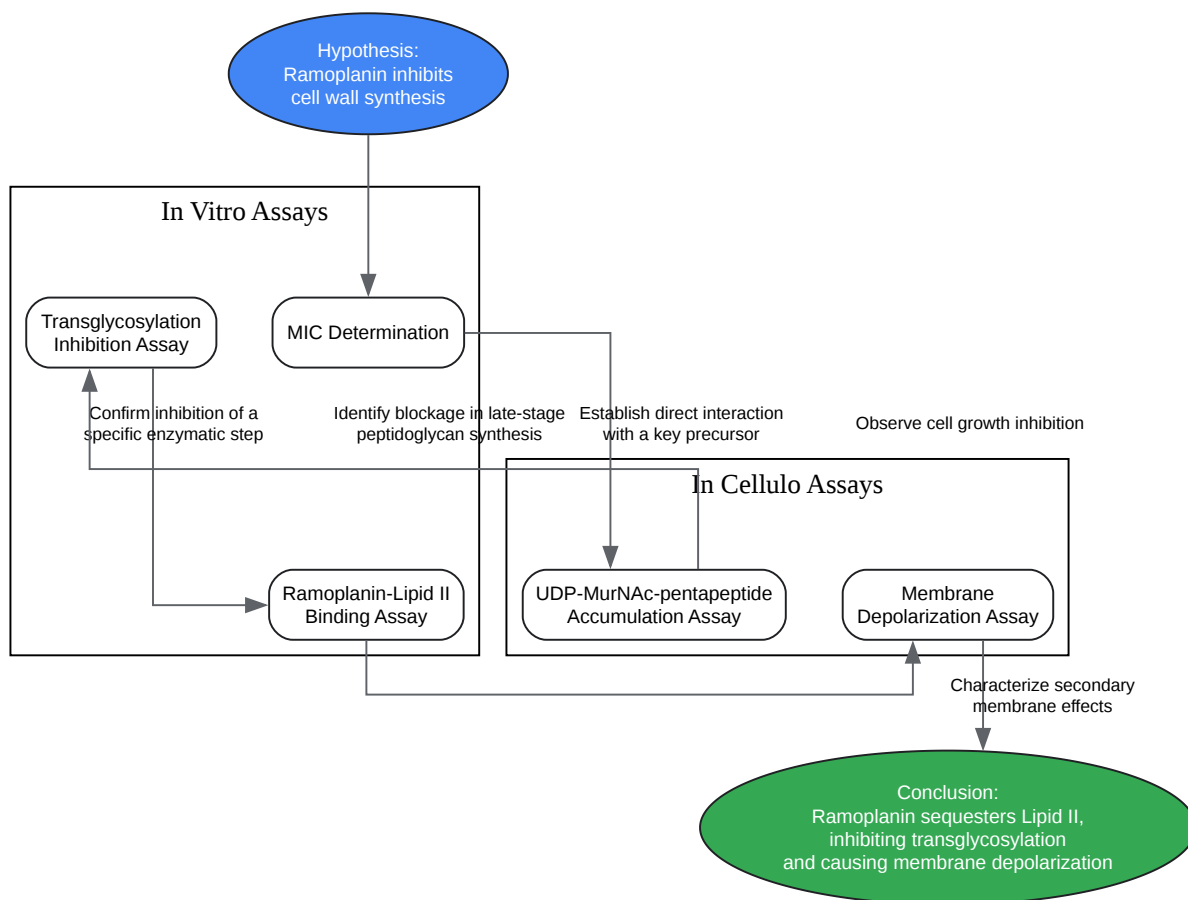 Hypothesis:
Ramoplanin inhibits
cell wall synthesis
In Vitro Assays
Transglycosylation
Inhibition Assay
MIC Determination
Confirm inhibition of a
specific enzymatic step
Identify blockage in late-stage
peptidoglycan synthesis
Establish direct interaction
with a key precursor
Observe cell growth inhibition
In Cellulo Assays
Ramoplanin-Lipid II
Binding Assay
UDP-MurNAc-pentapeptide
Accumulation Assay
Membrane
Depolarization Assay
Characterize secondary
membrane effects
Conclusion:
Ramoplanin sequesters Lipid II,
inhibiting transglycosylation
and causing membrane depolarization